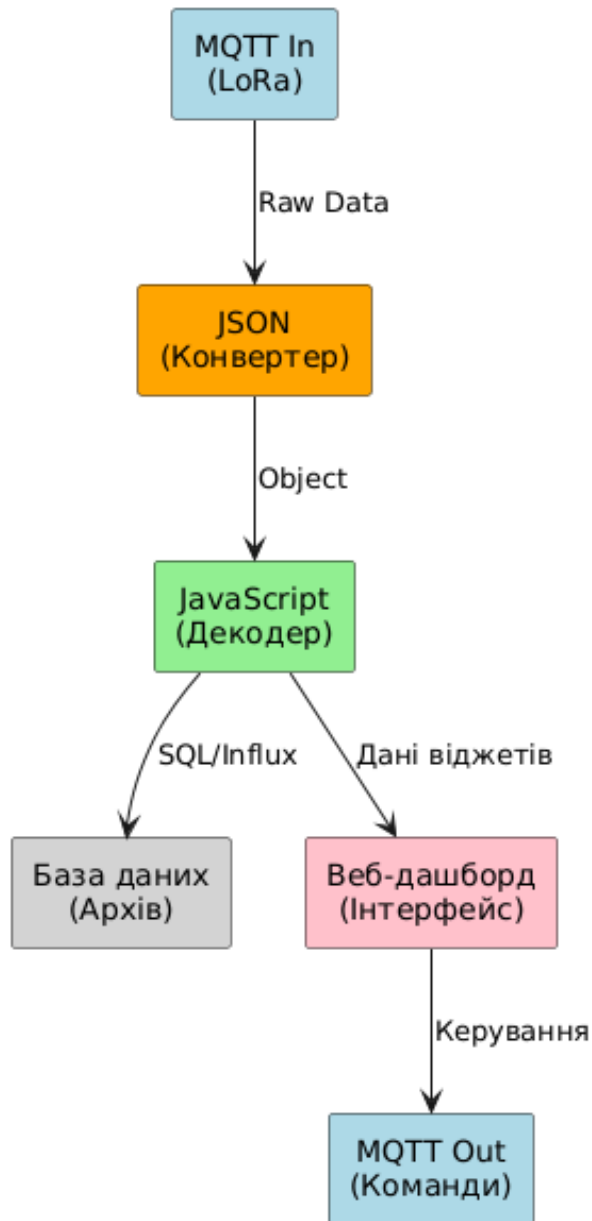 MQTT In
(LoRa)
Raw Data
JSON
(Конвертер)
Object
JavaScript
(Декодер)
SQL/Influx
Дані віджетів
База даних
(Архів)
Веб-дашборд
(Інтерфейс)
Керування
MQTT Out
(Команди)